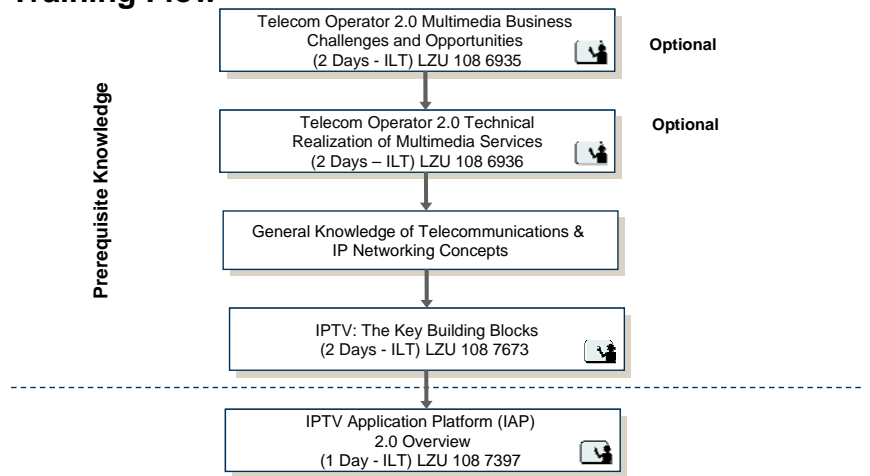 Training Flow
Telecom Operator 2.0 Multimedia Business
Challenges and Opportunities
(2 Days - ILT) LZU 108 6935
Optional
Telecom Operator 2.0 Technical
Realization of Multimedia Services
(2 Days – ILT) LZU 108 6936
Optional
Prerequisite Knowledge
General Knowledge of Telecommunications &
IP Networking Concepts
IPTV: The Key Building Blocks
(2 Days - ILT) LZU 108 7673
IPTV Application Platform (IAP)
2.0 Overview
(1 Day - ILT) LZU 108 7397